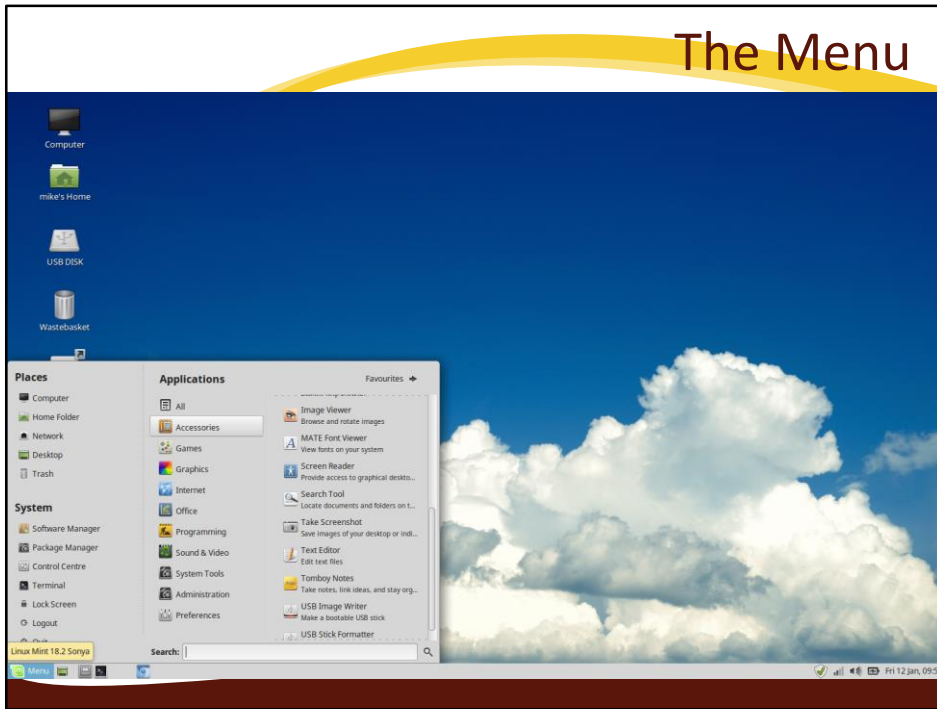 The Menu
Computer
mike's Home
USB DISK
Wastebasket
Places
Computer
Home Folder
Network
Desktop
Trash
System
Software Manager
Package Manager
Control Centre
Terminal
Lock Screen
Logout
Quit
Linux Mint 18.2 Sonya
Applications
Favourites
All
Accessories
Games
Graphics
Internet
Office
Programming
Sound & Video
System Tools
Administration
Preferences
Image Viewer
Browse and rotate images
MATE Font Viewer
View fonts on your system
Screen Reader
Provide access to graphical deskto...
Search Tool
Locate documents and folders on t...
Take Screenshot
Save images of your desktop or indi...
Text Editor
Edit text files
Tomboy Notes
Take notes, link ideas, and stay org...
USB Image Writer
Make a bootable USB stick
USB Stick Formatter
Search:
Menu
Fri 12 Jan, 09:5